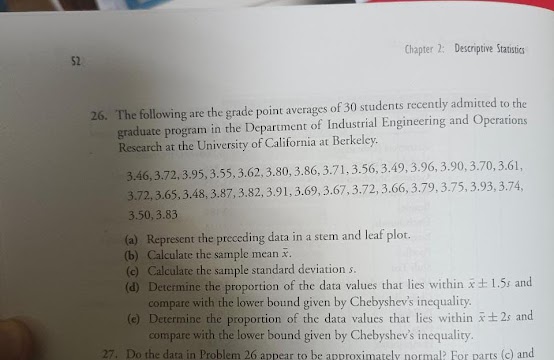 52
Chapter 2: Descriptive Statistics
26. The following are the grade point averages of 30 students recently admitted to the
graduate program in the Department of Industrial Engineering and Operations
Research at the University of California at Berkeley.
3.46, 3.72, 3.95, 3.55, 3.62, 3.80, 3.86, 3.71, 3.56, 3.49, 3.96, 3.90, 3.70, 3.61,
3.72, 3.65, 3.48, 3.87, 3.82, 3.91, 3.69, 3.67, 3.72, 3.66, 3.79, 3.75, 3.93, 3.74,
3.50, 3.83
(a) Represent the preceding data in a stem and leaf plot.
(b) Calculate the sample mean x̄.
(c) Calculate the sample standard deviation s.
(d) Determine the proportion of the data values that lies within x̄ ± 1.5s and
compare with the lower bound given by Chebyshev's inequality.
(e) Determine the proportion of the data values that lies within x̄ ± 2s and
compare with the lower bound given by Chebyshev's inequality.
27. Do the data in Problem 26 appear to be approximately normal? For parts (c) and